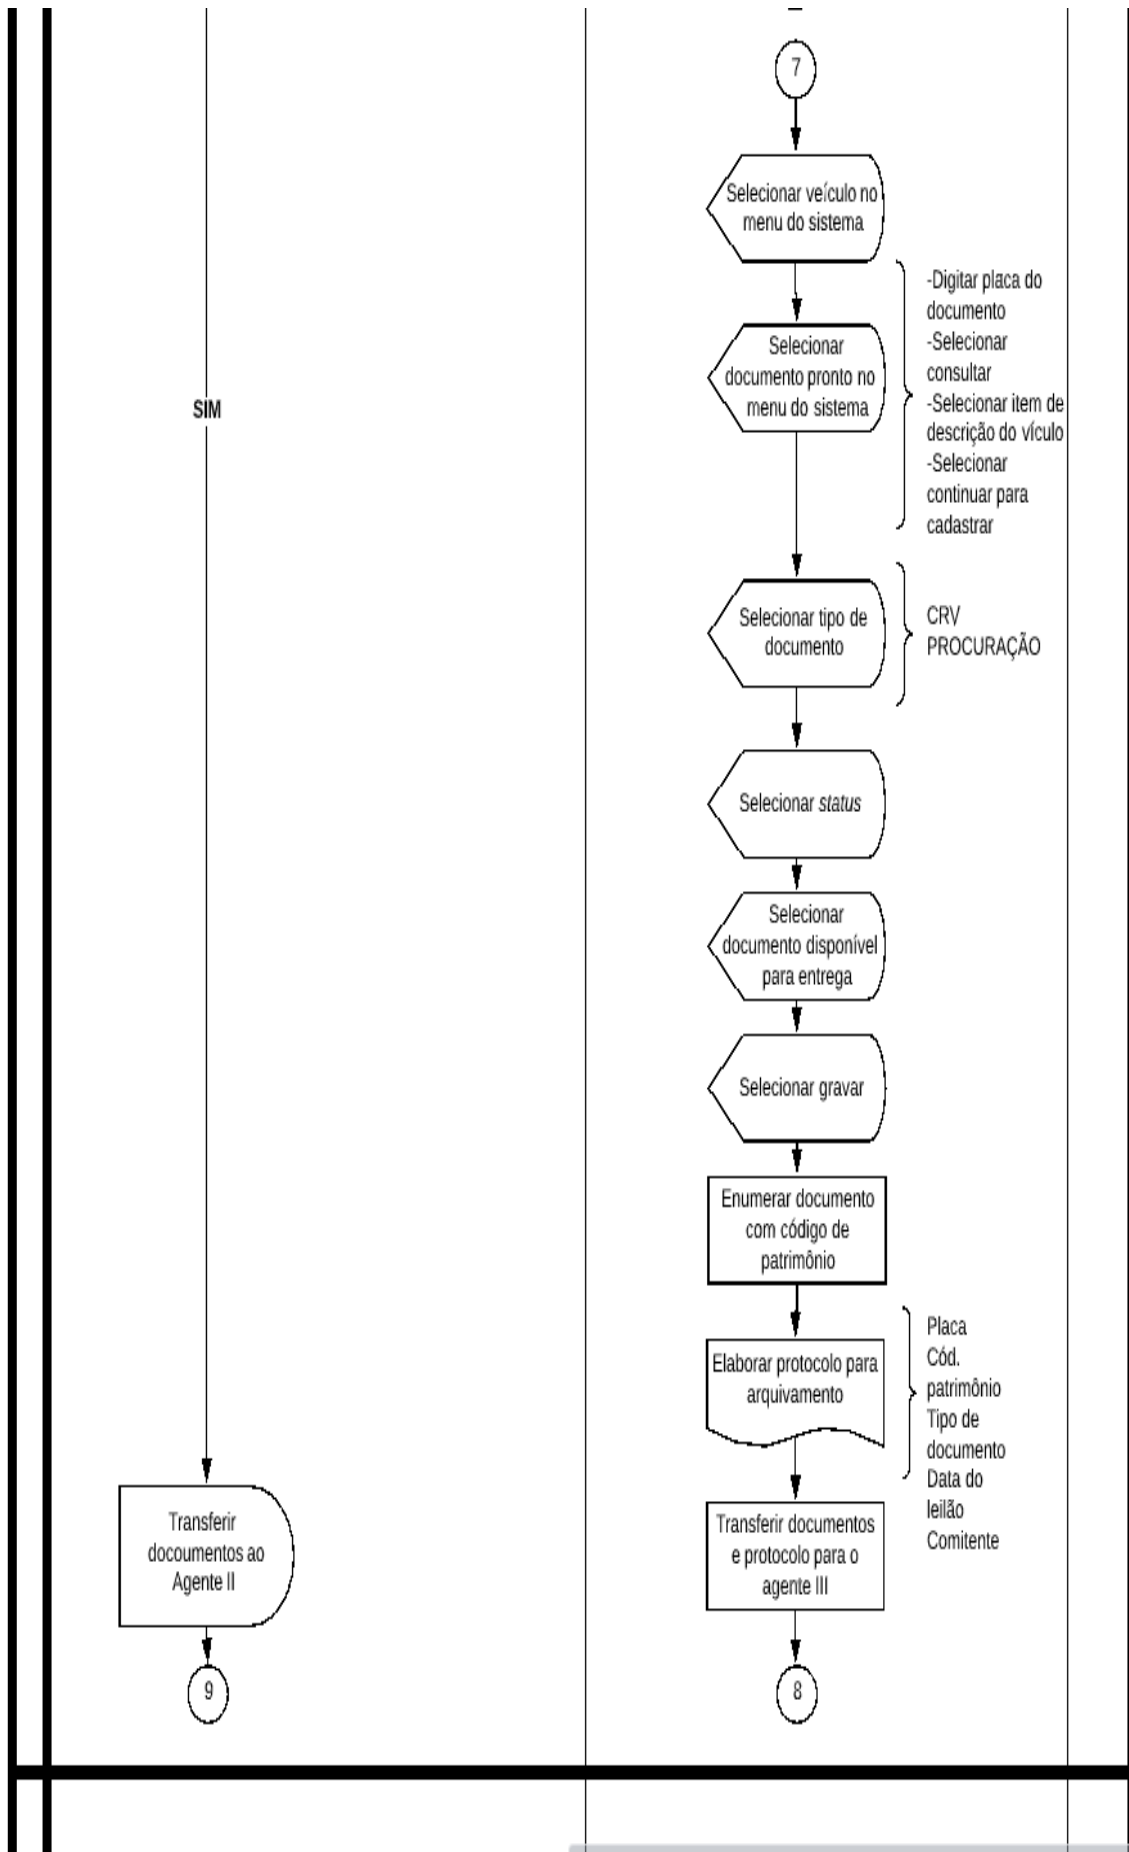 7
Selecionar veículo no
menu do sistema
-Digitar placa do
documento
-Selecionar
consultar
-Selecionar item de
descrição do vículo
-Selecionar
continuar para
cadastrar
Selecionar
documento pronto no
menu do sistema
SIM
Selecionar tipo de
documento
CRV
PROCURAÇÃO
Selecionar status
Selecionar
documento disponível
para entrega
Selecionar gravar
Enumerar documento
com código de
patrimônio
Elaborar protocolo para
arquivamento
Placa
Cód.
patrimônio
Tipo de
documento
Data do
leilão
Comitente
Transferir
docoumentos ao
Agente II
Transferir documentos
e protocolo para o
agente III
9
8